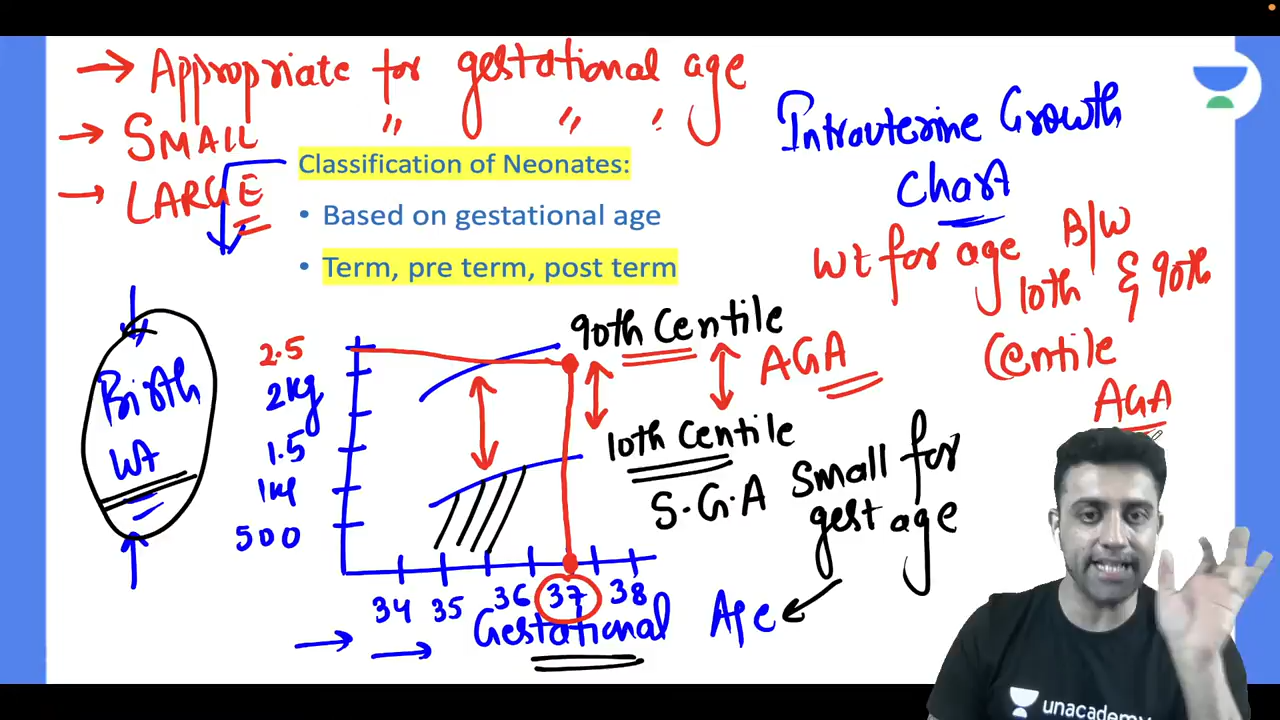 → Appropriate for gestational age
→ SMALL " " "
→ LARGE
Classification of Neonates:
• Based on gestational age
• Term, pre term, post term
Intrauterine Growth
Chart
Wt for age B/W
10th & 90th
Centile
AGA
Birth
Wt
90th Centile
AGA
10th Centile
S.G.A Small for
gest age
2.5
2kg
1.5
1kg
500
34 35 36 37 38
Gestational Age
unacademy